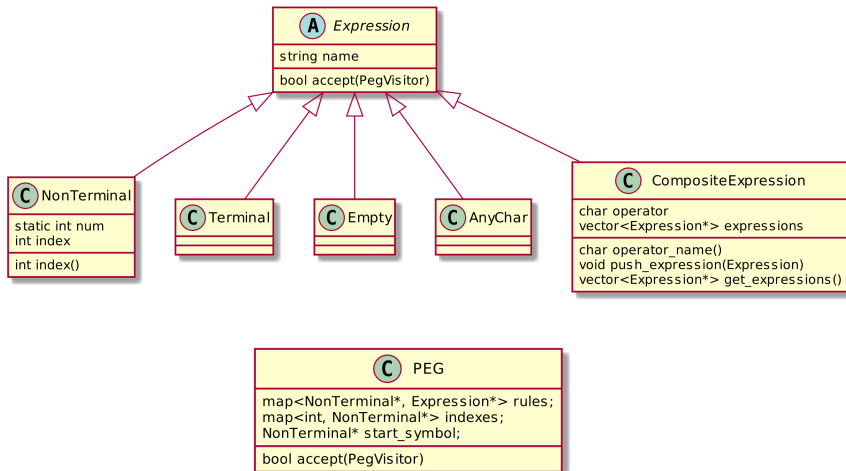 A Expression
string name
bool accept(PegVisitor)
C NonTerminal
static int num
int index
int index()
C Terminal
C Empty
C AnyChar
C CompositeExpression
char operator
vector<Expression*> expressions
char operator_name()
void push_expression(Expression)
vector<Expression*> get_expressions()
C PEG
map<NonTerminal*, Expression*> rules;
map<int, NonTerminal*> indexes;
NonTerminal* start_symbol;
bool accept(PegVisitor)